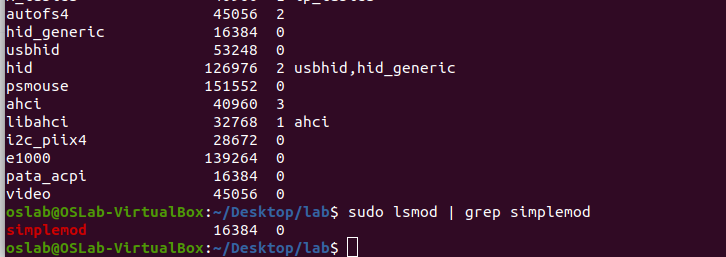 autofs4 45056 2
hid_generic 16384 0
usbhid 53248 0
hid 126976 2 usbhid,hid_generic
psmouse 151552 0
ahci 40960 3
libahci 32768 1 ahci
i2c_piix4 28672 0
e1000 139264 0
pata_acpi 16384 0
video 45056 0
oslab@OSLab-VirtualBox:~/Desktop/lab$ sudo lsmod | grep simplemod
simplemod 16384 0
oslab@OSLab-VirtualBox:~/Desktop/lab$